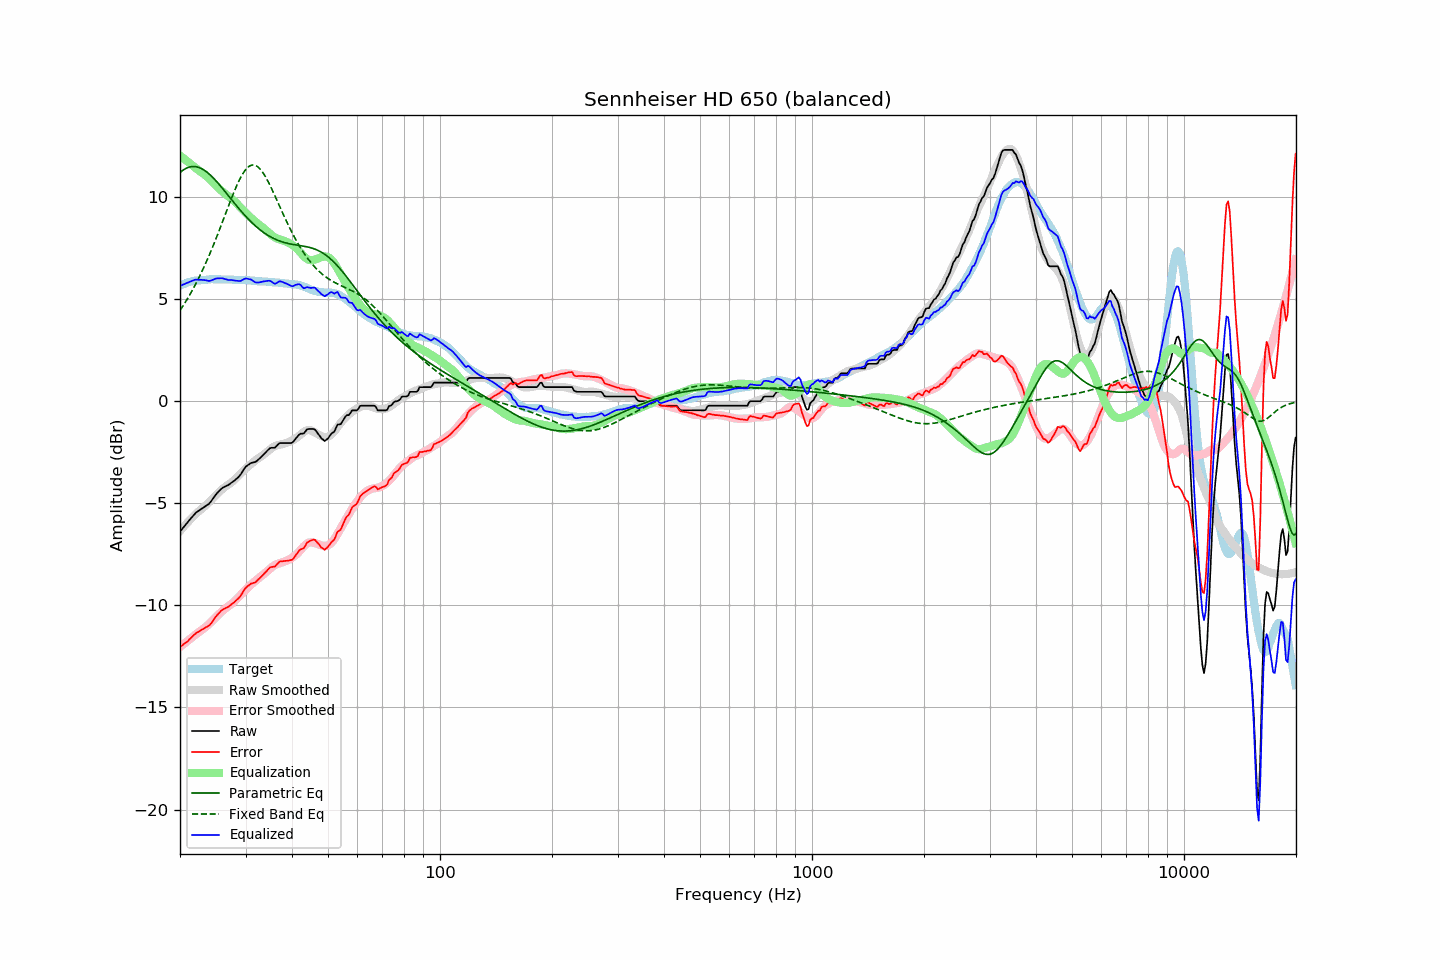 Sennheiser HD 650 (balanced)
Amplitude (dBr)
10
5
0
−5
−10
−15
−20
Target
Raw Smoothed
Error Smoothed
Raw
Error
Equalization
Parametric Eq
Fixed Band Eq
Equalized
100
1000
10000
Frequency (Hz)